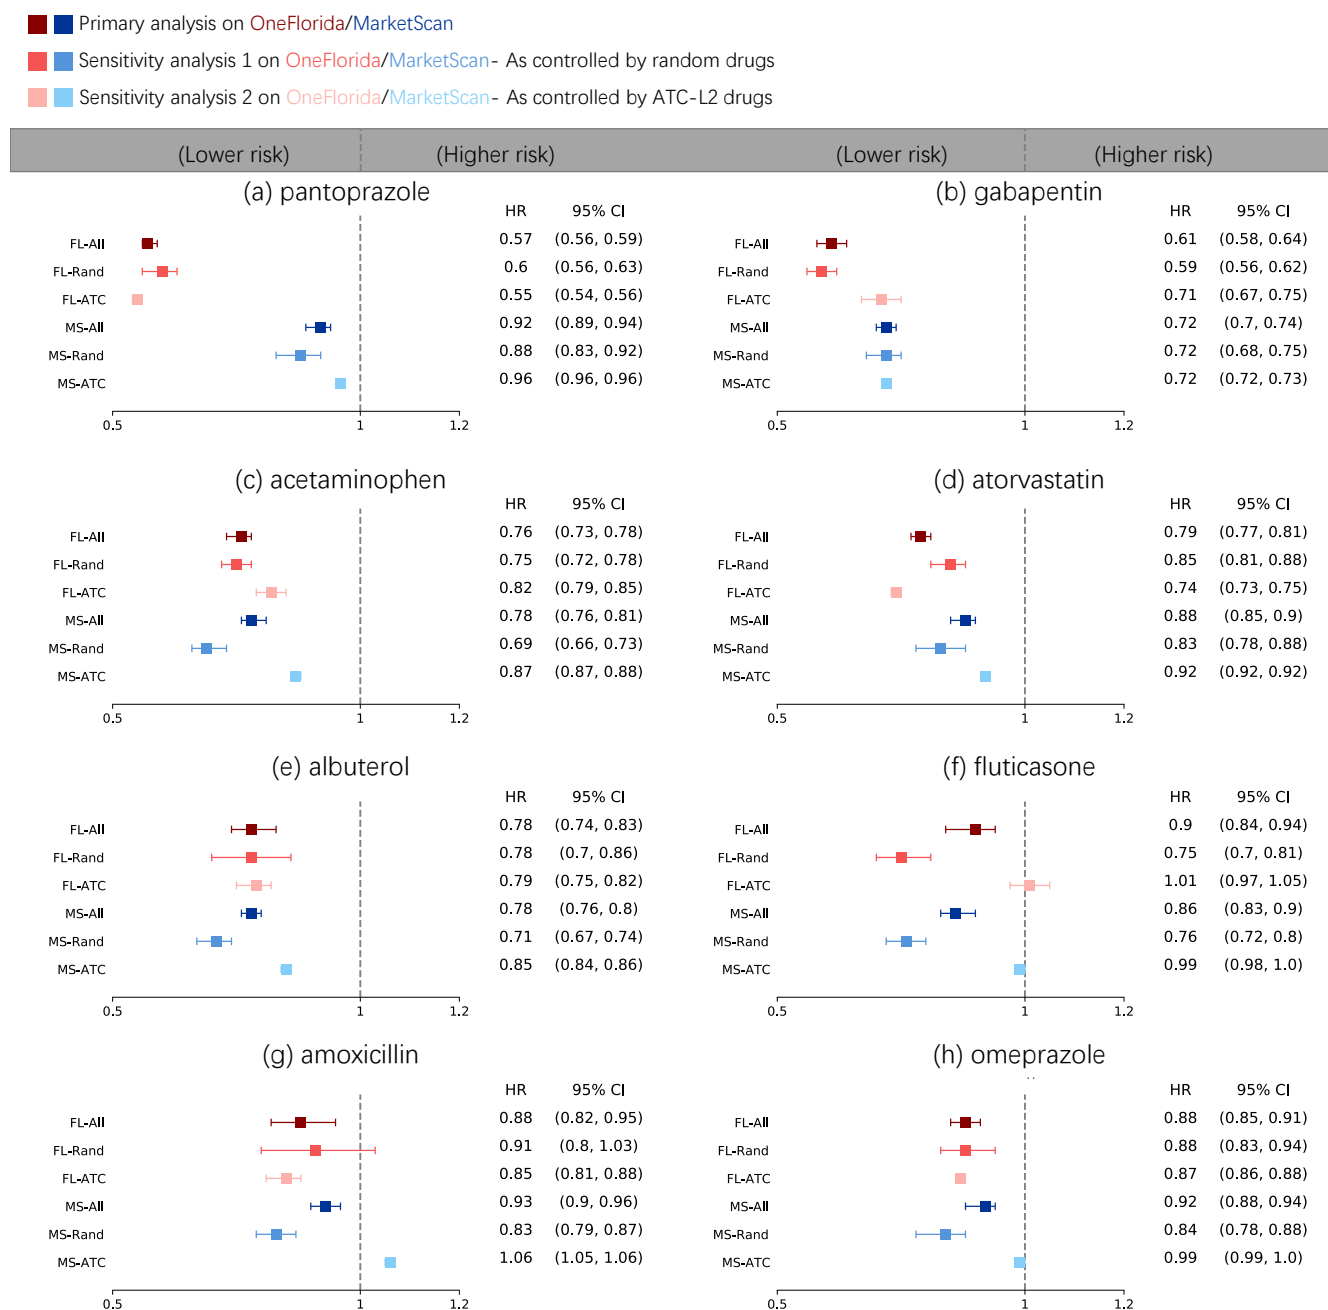 Primary analysis on OneFlorida/MarketScan
Sensitivity analysis 1 on OneFlorida/MarketScan- As controlled by random drugs
Sensitivity analysis 2 on OneFlorida/MarketScan- As controlled by ATC-L2 drugs
(Lower risk) (Higher risk) (Lower risk) (Higher risk)
(a) pantoprazole
HR 95% CI
FL-All 0.57 (0.56, 0.59)
FL-Rand 0.6 (0.56, 0.63)
FL-ATC 0.55 (0.54, 0.56)
MS-All 0.92 (0.89, 0.94)
MS-Rand 0.88 (0.83, 0.92)
MS-ATC 0.96 (0.96, 0.96)
0.5 1 1.2
(b) gabapentin
HR 95% CI
FL-All 0.61 (0.58, 0.64)
FL-Rand 0.59 (0.56, 0.62)
FL-ATC 0.71 (0.67, 0.75)
MS-All 0.72 (0.7, 0.74)
MS-Rand 0.72 (0.68, 0.75)
MS-ATC 0.72 (0.72, 0.73)
0.5 1 1.2
(c) acetaminophen
HR 95% CI
FL-All 0.76 (0.73, 0.78)
FL-Rand 0.75 (0.72, 0.78)
FL-ATC 0.82 (0.79, 0.85)
MS-All 0.78 (0.76, 0.81)
MS-Rand 0.69 (0.66, 0.73)
MS-ATC 0.87 (0.87, 0.88)
0.5 1 1.2
(d) atorvastatin
HR 95% CI
FL-All 0.79 (0.77, 0.81)
FL-Rand 0.85 (0.81, 0.88)
FL-ATC 0.74 (0.73, 0.75)
MS-All 0.88 (0.85, 0.9)
MS-Rand 0.83 (0.78, 0.88)
MS-ATC 0.92 (0.92, 0.92)
0.5 1 1.2
(e) albuterol
HR 95% CI
FL-All 0.78 (0.74, 0.83)
FL-Rand 0.78 (0.7, 0.86)
FL-ATC 0.79 (0.75, 0.82)
MS-All 0.78 (0.76, 0.8)
MS-Rand 0.71 (0.67, 0.74)
MS-ATC 0.85 (0.84, 0.86)
0.5 1 1.2
(f) fluticasone
HR 95% CI
FL-All 0.9 (0.84, 0.94)
FL-Rand 0.75 (0.7, 0.81)
FL-ATC 1.01 (0.97, 1.05)
MS-All 0.86 (0.83, 0.9)
MS-Rand 0.76 (0.72, 0.8)
MS-ATC 0.99 (0.98, 1.0)
0.5 1 1.2
(g) amoxicillin
HR 95% CI
FL-All 0.88 (0.82, 0.95)
FL-Rand 0.91 (0.8, 1.03)
FL-ATC 0.85 (0.81, 0.88)
MS-All 0.93 (0.9, 0.96)
MS-Rand 0.83 (0.79, 0.87)
MS-ATC 1.06 (1.05, 1.06)
0.5 1 1.2
(h) omeprazole
HR 95% CI
FL-All 0.88 (0.85, 0.91)
FL-Rand 0.88 (0.83, 0.94)
FL-ATC 0.87 (0.86, 0.88)
MS-All 0.92 (0.88, 0.94)
MS-Rand 0.84 (0.78, 0.88)
MS-ATC 0.99 (0.99, 1.0)
0.5 1 1.2